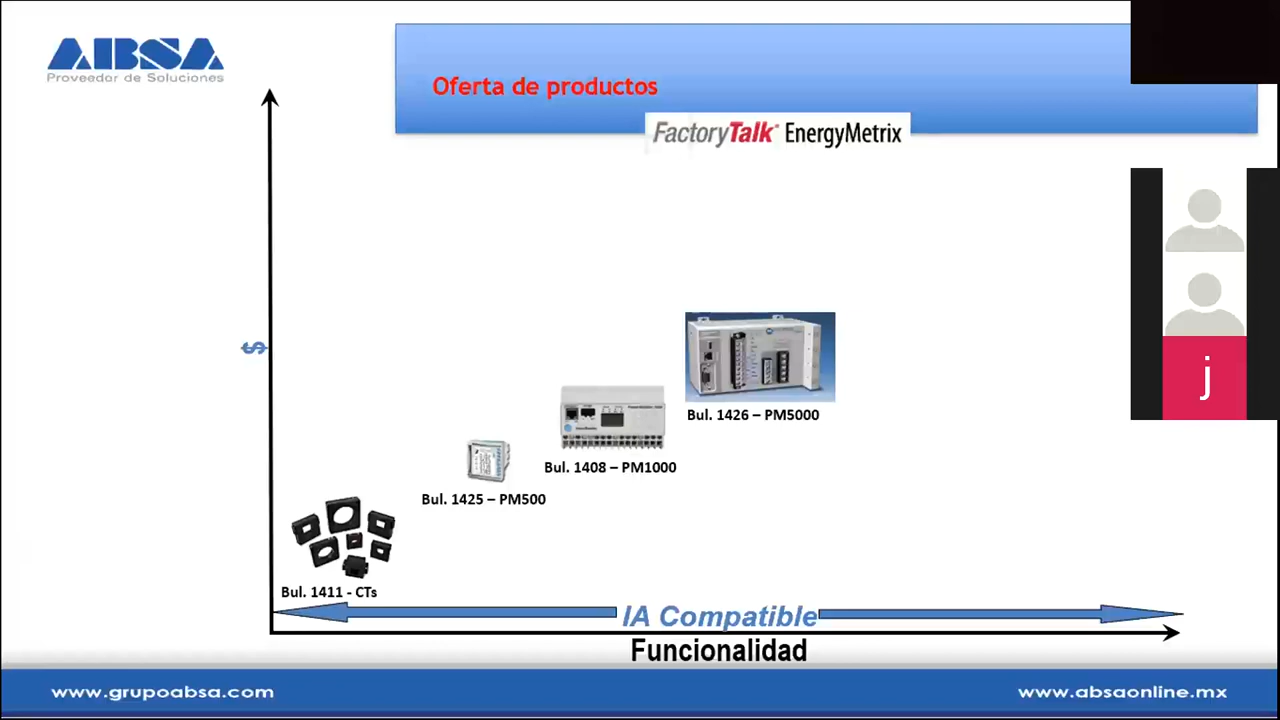 ABSA
Proveedor de Soluciones
Oferta de productos
FactoryTalk EnergyMetrix
$
Bul. 1426 – PM5000
Bul. 1408 – PM1000
Bul. 1425 – PM500
Bul. 1411 - CTs
IA Compatible
Funcionalidad
j
www.grupoabsa.com
www.absaonline.mx